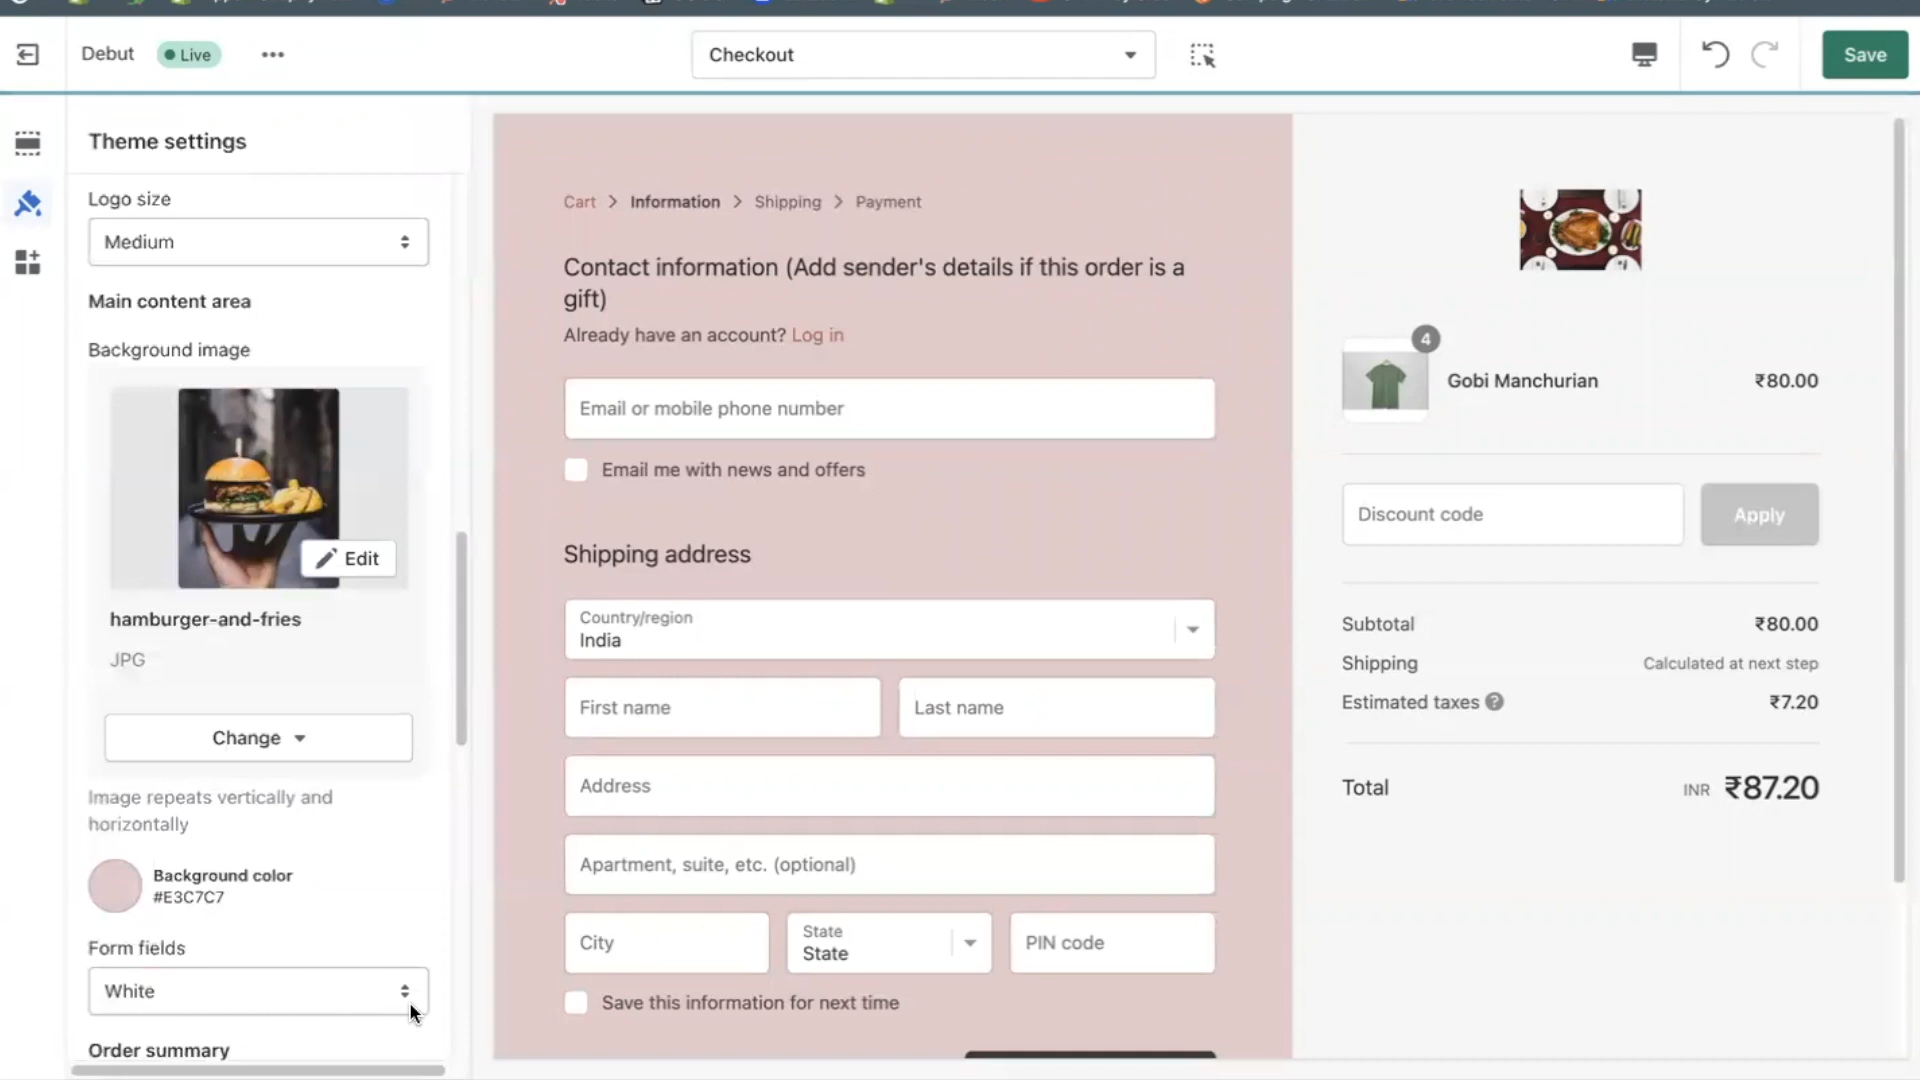 Debut
Live
Checkout
Save
Theme settings
Logo size
Medium
Main content area
Background image
Edit
hamburger-and-fries
JPG
Change
Image repeats vertically and
horizontally
Background color
#E3C7C7
Form fields
White
Order summary
Cart > Information > Shipping > Payment
Contact information (Add sender's details if this order is a
gift)
Already have an account? Log in
Email or mobile phone number
Email me with news and offers
Shipping address
Country/region
India
First name
Last name
Address
Apartment, suite, etc. (optional)
City
State
State
PIN code
Save this information for next time
4
Gobi Manchurian ₹80.00
Discount code
Apply
Subtotal ₹80.00
Shipping Calculated at next step
Estimated taxes ? ₹7.20
Total INR ₹87.20